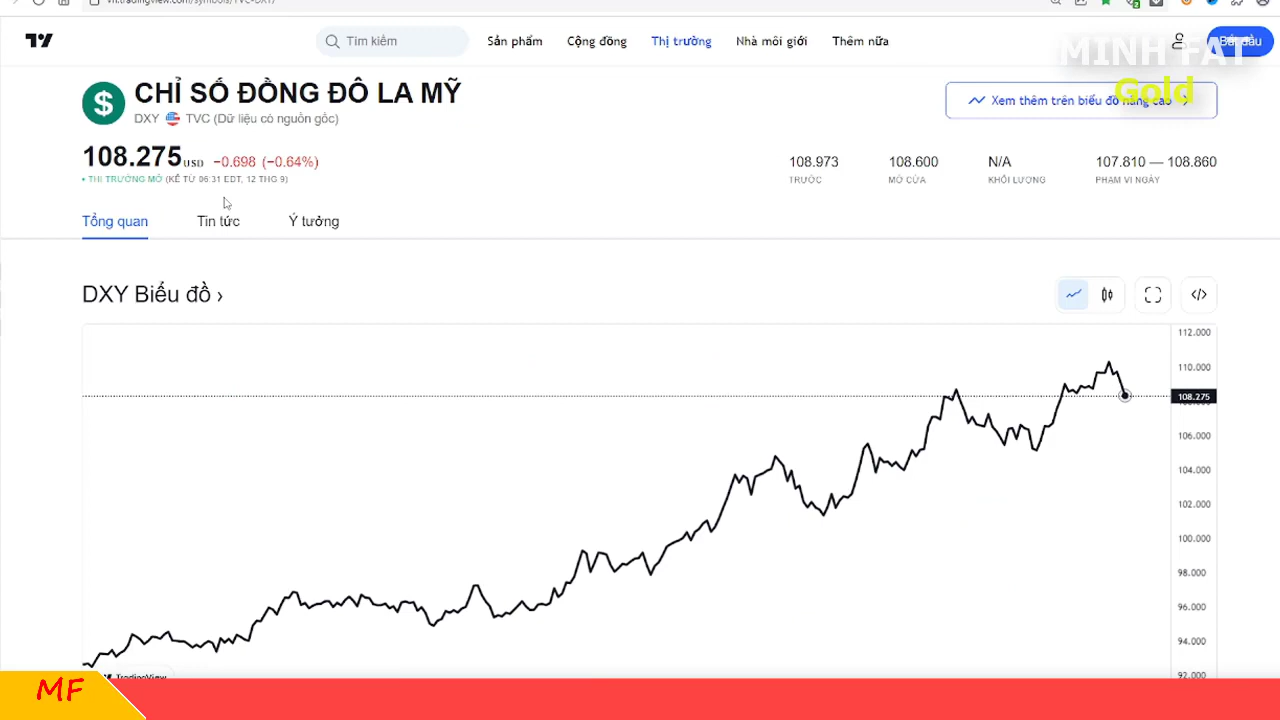 Tìm kiếm
Sản phẩm
Cộng đồng
Thị trường
Nhà môi giới
Thêm nữa
Bắt đầu
MINH FAT
Gold
CHỈ SỐ ĐỒNG ĐÔ LA MỸ
DXY TVC (Dữ liệu có nguồn gốc)
Xem thêm trên biểu đồ nâng cao
108.275 USD −0.698 (−0.64%)
• THỊ TRƯỜNG MỞ (KỂ TỪ 06:31 EDT, 12 THG 9)
108.973
TRƯỚC
108.600
MỞ CỬA
N/A
KHỐI LƯỢNG
107.810 — 108.860
PHẠM VI NGÀY
Tổng quan
Tin tức
Ý tưởng
DXY Biểu đồ ›
112.000
110.000
108.275
106.000
104.000
102.000
100.000
98.000
96.000
94.000
92.000
TradingView
MF